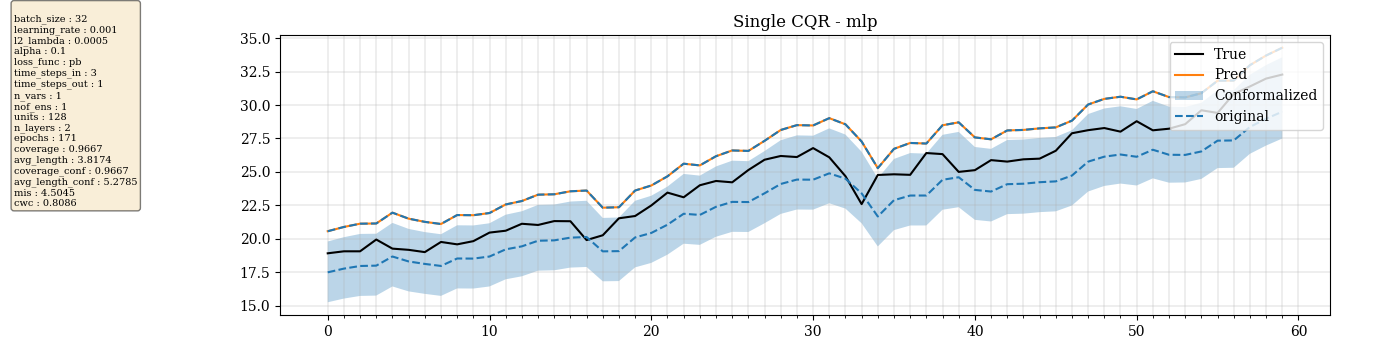 batch_size : 32
learning_rate : 0.001
l2_lambda : 0.0005
alpha : 0.1
loss_func : pb
time_steps_in : 3
time_steps_out : 1
n_vars : 1
nof_ens : 1
units : 128
n_layers : 2
epochs : 171
coverage : 0.9667
avg_length : 3.8174
coverage_conf : 0.9667
avg_length_conf : 5.2785
mis : 4.5045
cwc : 0.8086
Single CQR - mlp
35.0
32.5
30.0
27.5
25.0
22.5
20.0
17.5
15.0
0 10 20 30 40 50 60
True
Pred
Conformalized
original